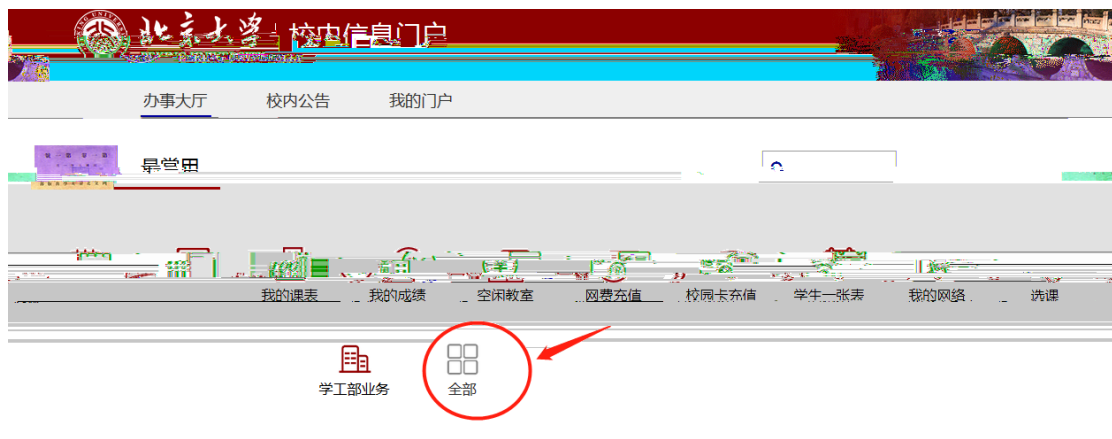 北京大学 校内信息门户
办事大厅 校内公告 我的门户
最常用
我的课表 我的成绩 空闲教室 网费充值 校园卡充值 学生一张表 我的网络 选课
学工部业务 全部